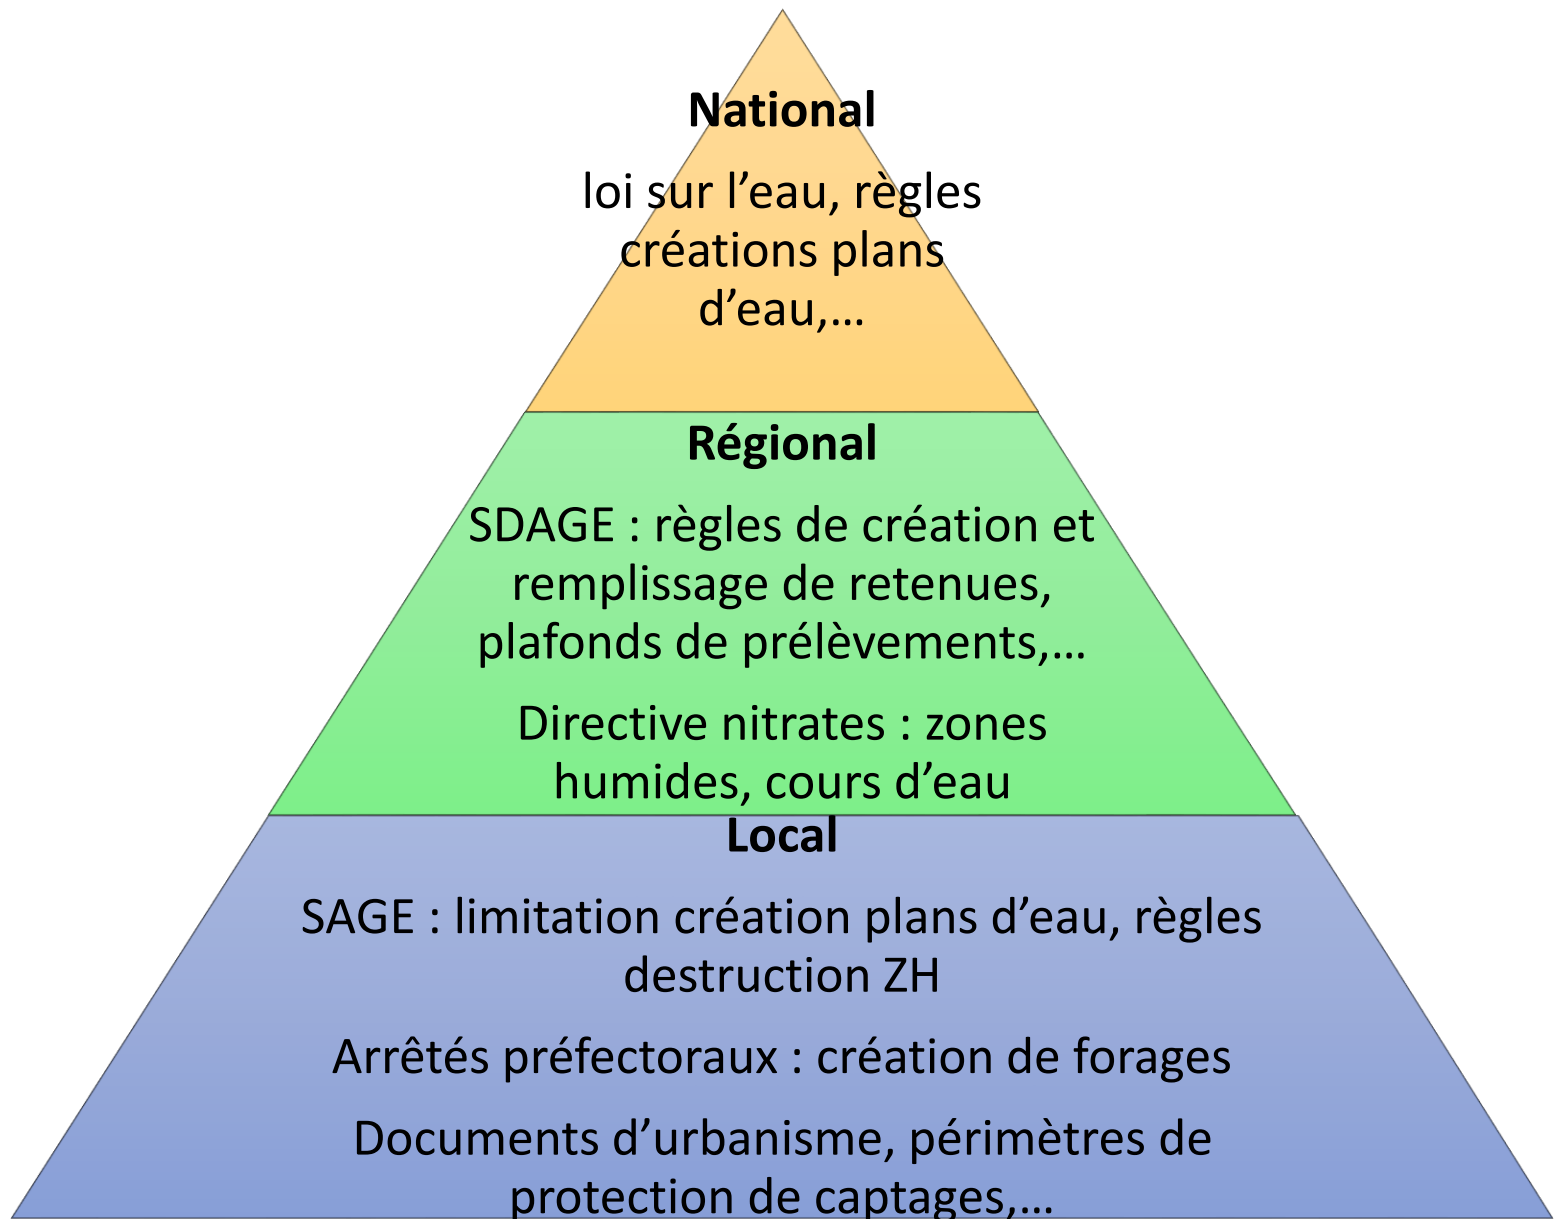 National
loi sur l’eau, règles
créations plans
d’eau,…
Régional
SDAGE : règles de création et
remplissage de retenues,
plafonds de prélèvements,…
Directive nitrates : zones
humides, cours d’eau
Local
SAGE : limitation création plans d’eau, règles
destruction ZH
Arrêtés préfectoraux : création de forages
Documents d’urbanisme, périmètres de
protection de captages,…